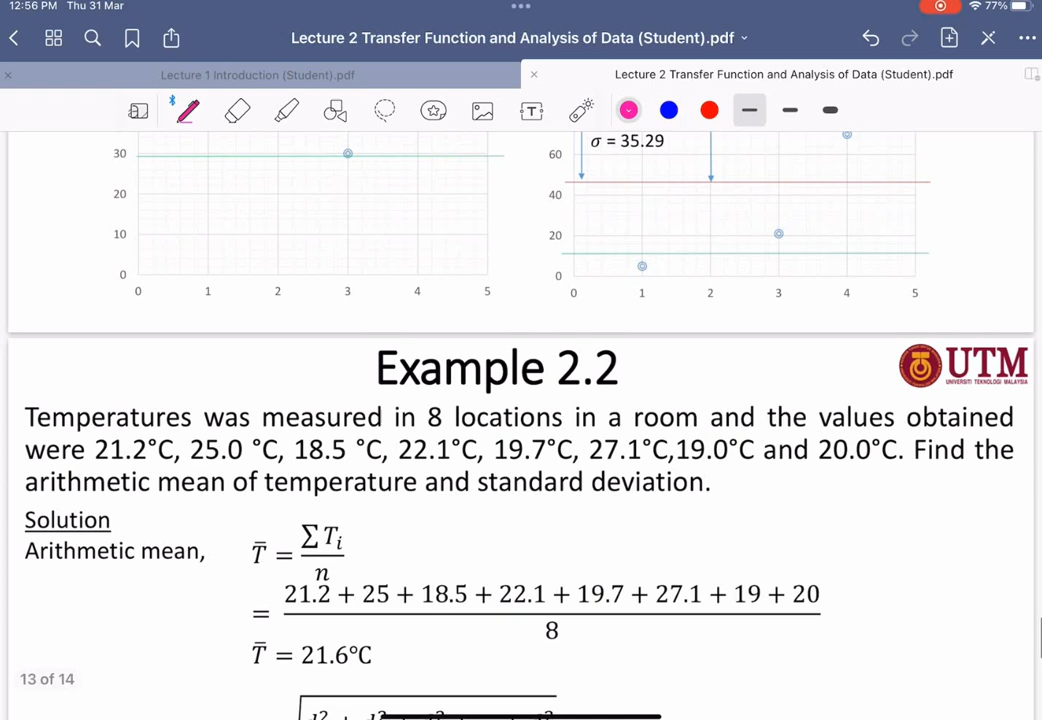 12:56 PM Thu 31 Mar
77%
Lecture 2 Transfer Function and Analysis of Data (Student).pdf
Lecture 1 Introduction (Student).pdf
Lecture 2 Transfer Function and Analysis of Data (Student).pdf
30
20
10
0
0 1 2 3 4 5
σ = 35.29
60
40
20
0
0 1 2 3 4 5
Example 2.2
UTM
UNIVERSITI TEKNOLOGI MALAYSIA
Temperatures was measured in 8 locations in a room and the values obtained
were 21.2°C, 25.0 °C, 18.5 °C, 22.1°C, 19.7°C, 27.1°C,19.0°C and 20.0°C. Find the
arithmetic mean of temperature and standard deviation.
Solution
Arithmetic mean,
T̄ = ∑ Tᵢ / n
= 21.2 + 25 + 18.5 + 22.1 + 19.7 + 27.1 + 19 + 20 / 8
T̄ = 21.6°C
13 of 14